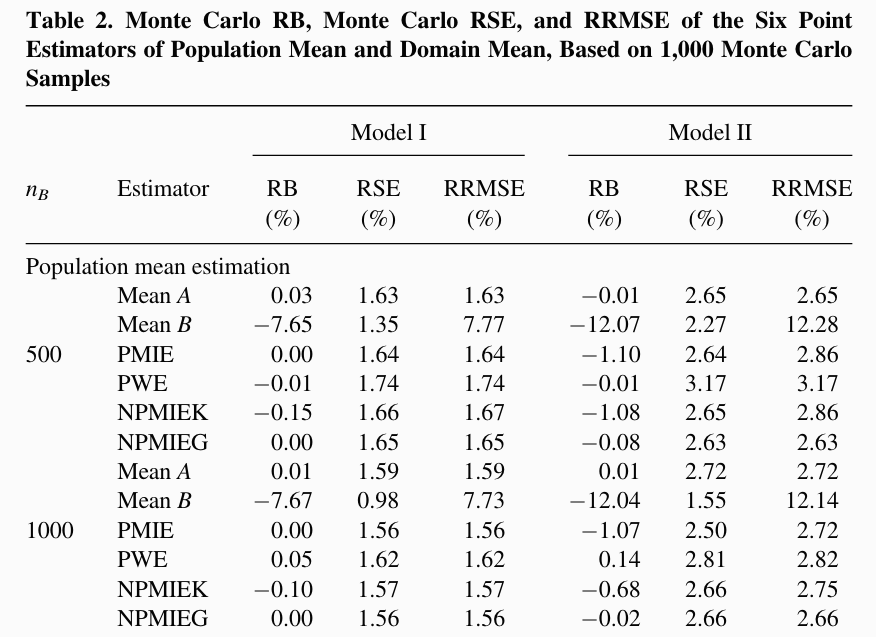 Table 2. Monte Carlo RB, Monte Carlo RSE, and RRMSE of the Six Point
Estimators of Population Mean and Domain Mean, Based on 1,000 Monte Carlo
Samples
Model I Model II
n_B Estimator RB RSE RRMSE RB RSE RRMSE
(%) (%) (%) (%) (%) (%)
Population mean estimation
Mean A 0.03 1.63 1.63 −0.01 2.65 2.65
Mean B −7.65 1.35 7.77 −12.07 2.27 12.28
500 PMIE 0.00 1.64 1.64 −1.10 2.64 2.86
PWE −0.01 1.74 1.74 −0.01 3.17 3.17
NPMIEK −0.15 1.66 1.67 −1.08 2.65 2.86
NPMIEG 0.00 1.65 1.65 −0.08 2.63 2.63
Mean A 0.01 1.59 1.59 0.01 2.72 2.72
Mean B −7.67 0.98 7.73 −12.04 1.55 12.14
1000 PMIE 0.00 1.56 1.56 −1.07 2.50 2.72
PWE 0.05 1.62 1.62 0.14 2.81 2.82
NPMIEK −0.10 1.57 1.57 −0.68 2.66 2.75
NPMIEG 0.00 1.56 1.56 −0.02 2.66 2.66